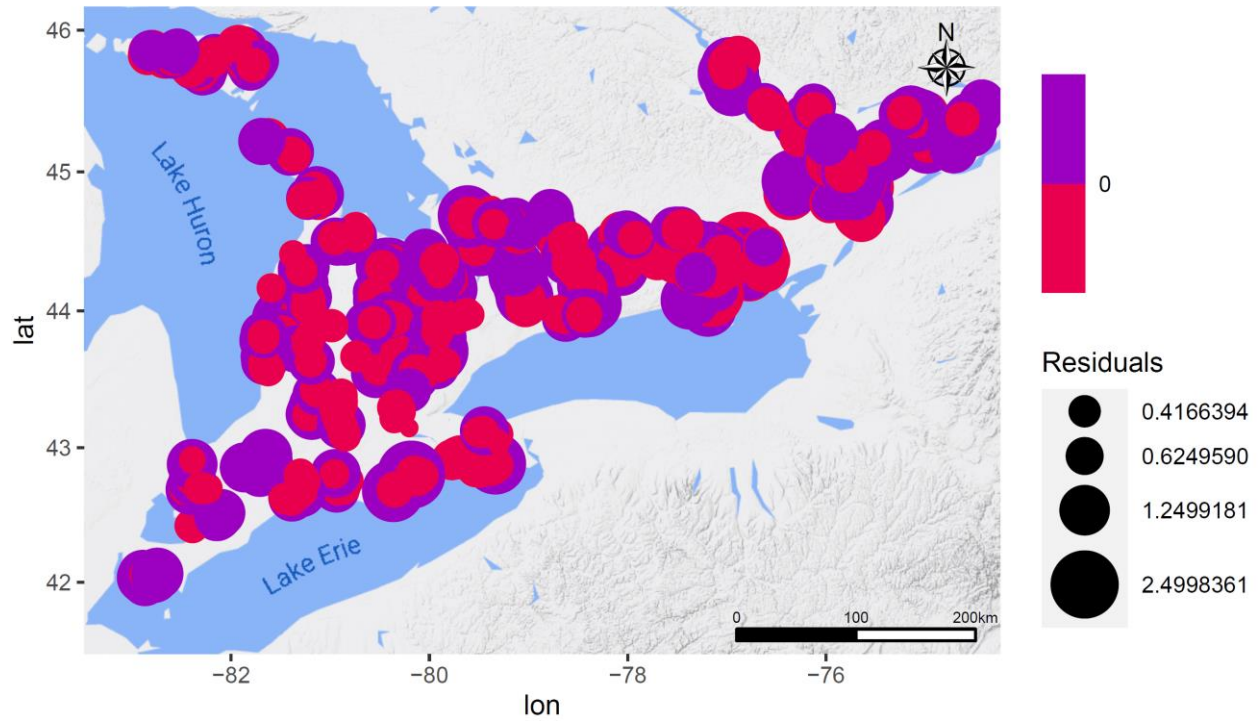 46
45
44
43
42
lat
−82
−80
−78
−76
lon
Lake Huron
Lake Erie
N
0
100
200km
0
Residuals
0.4166394
0.6249590
1.2499181
2.4998361